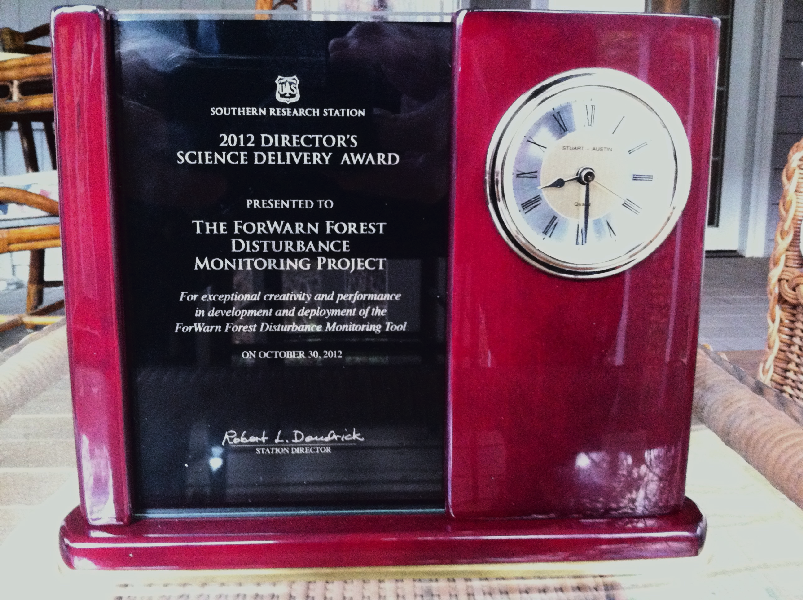 US
SOUTHERN RESEARCH STATION
2012 DIRECTOR'S
SCIENCE DELIVERY AWARD
PRESENTED TO
THE FORWARN FOREST
DISTURBANCE
MONITORING PROJECT
For exceptional creativity and performance
in development and deployment of the
ForWarn Forest Disturbance Monitoring Tool
ON OCTOBER 30, 2012
Robert L. Doudrick
STATION DIRECTOR
STUART - AUSTIN
Quartz